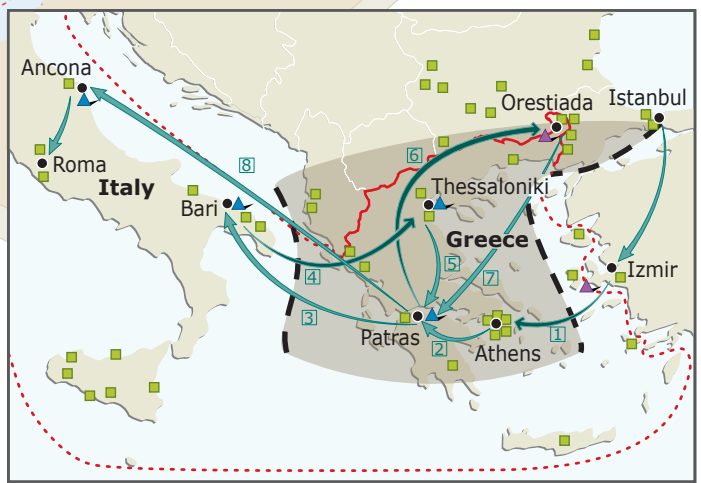 Ancona
Orestiada
Istanbul
6
8
Roma
Italy
Thessaloniki
Bari
Greece
5
4
7
Izmir
3
1
Patras
2
Athens